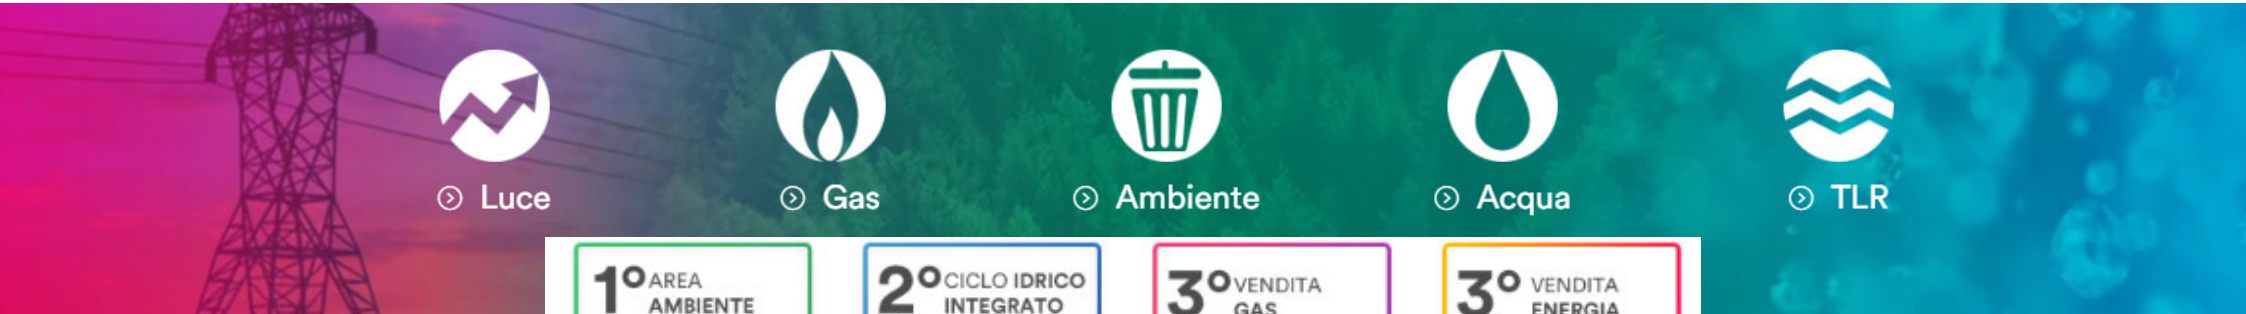 Luce
Gas
Ambiente
Acqua
TLR
1° AREA
AMBIENTE
2° CICLO IDRICO
INTEGRATO
3° VENDITA
GAS
3° VENDITA
ENERGIA